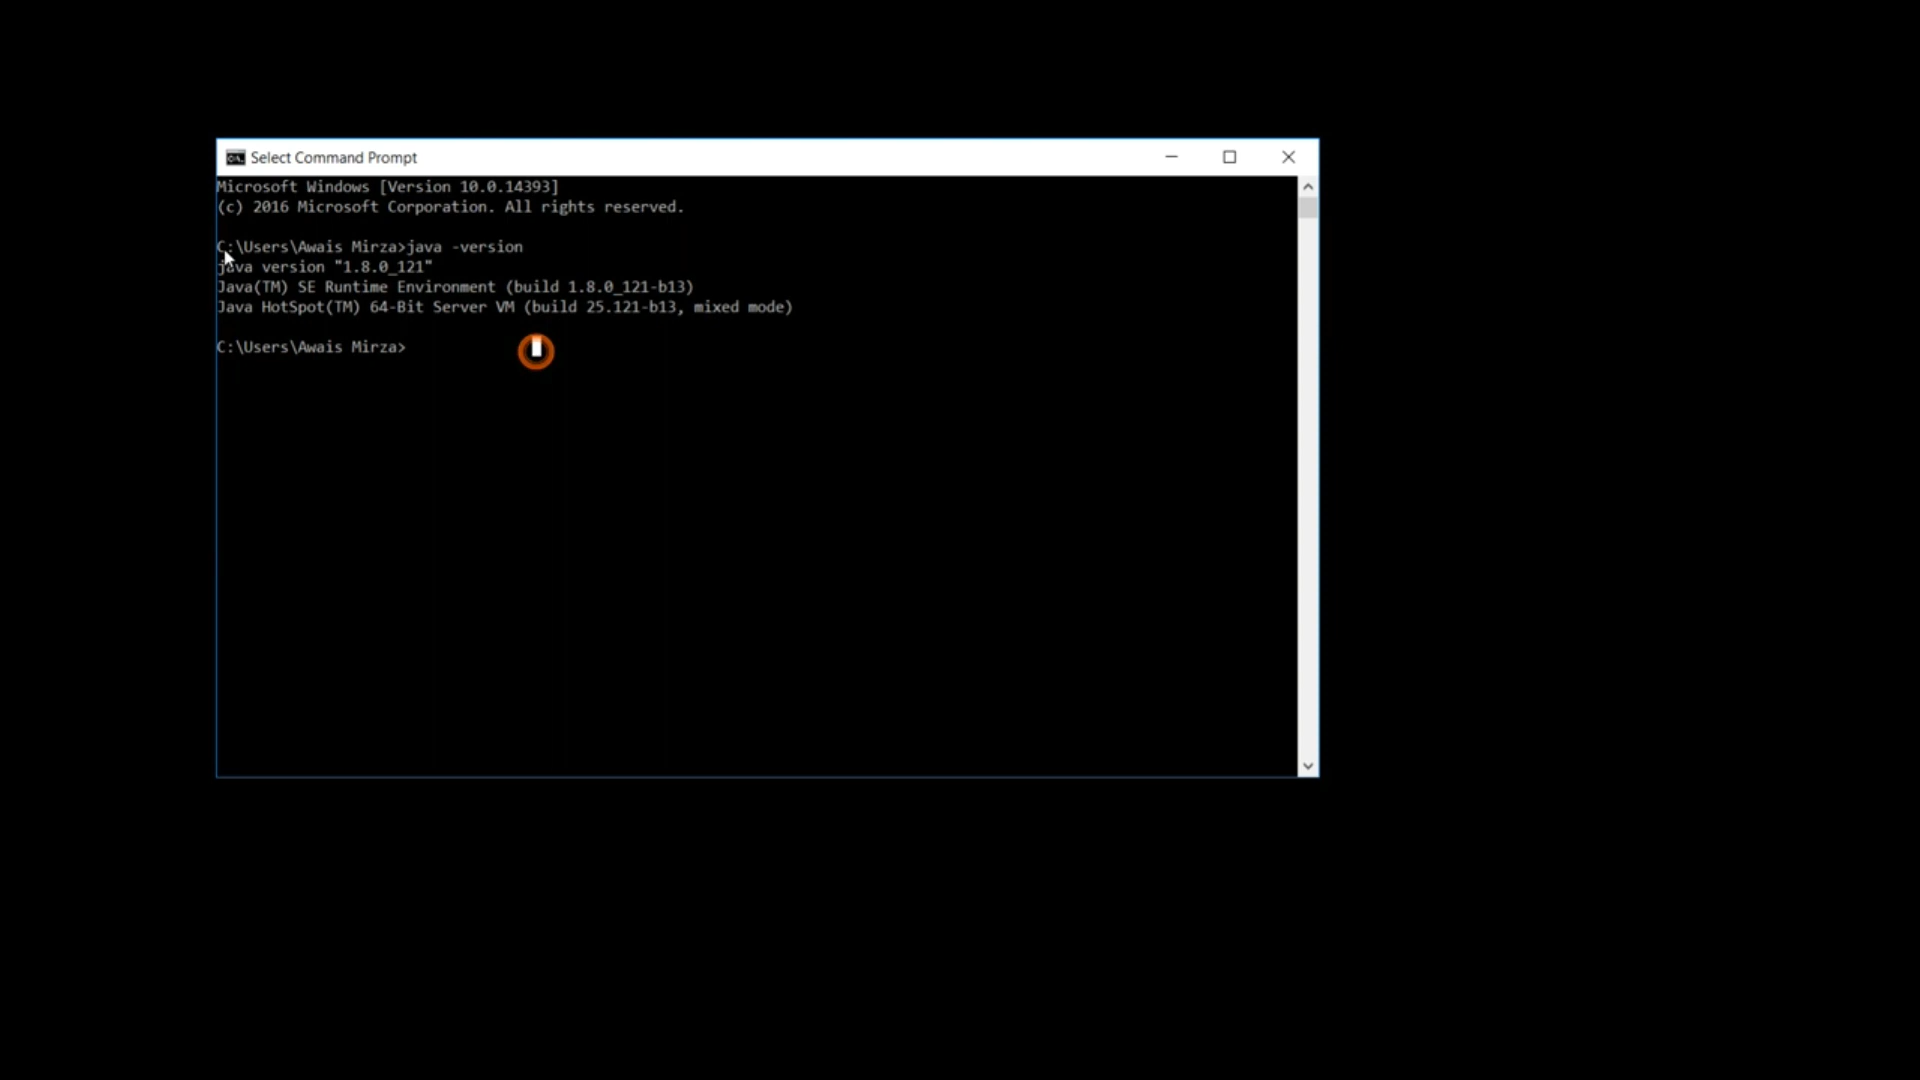 Select Command Prompt
Microsoft Windows [Version 10.0.14393]
(c) 2016 Microsoft Corporation. All rights reserved.
C:\Users\Awais Mirza>java -version
java version "1.8.0_121"
Java(TM) SE Runtime Environment (build 1.8.0_121-b13)
Java HotSpot(TM) 64-Bit Server VM (build 25.121-b13, mixed mode)
C:\Users\Awais Mirza>